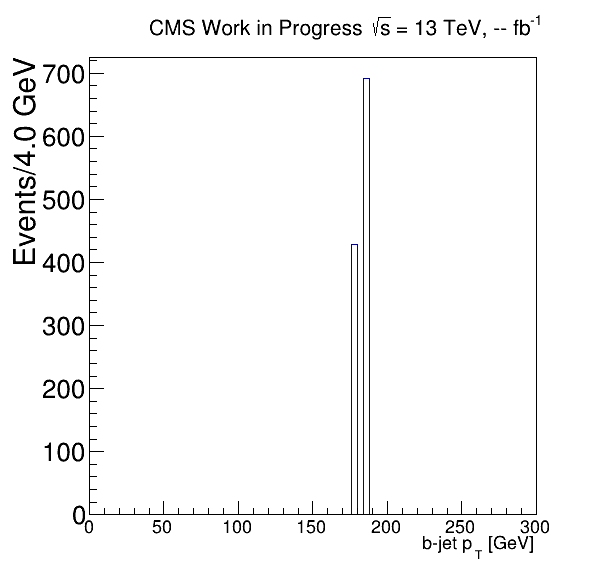 CMS Work in Progress √s = 13 TeV, -- fb⁻¹
Events/4.0 GeV
700
600
500
400
300
200
100
0
0 50 100 150 200 250 300
b-jet p_T [GeV]